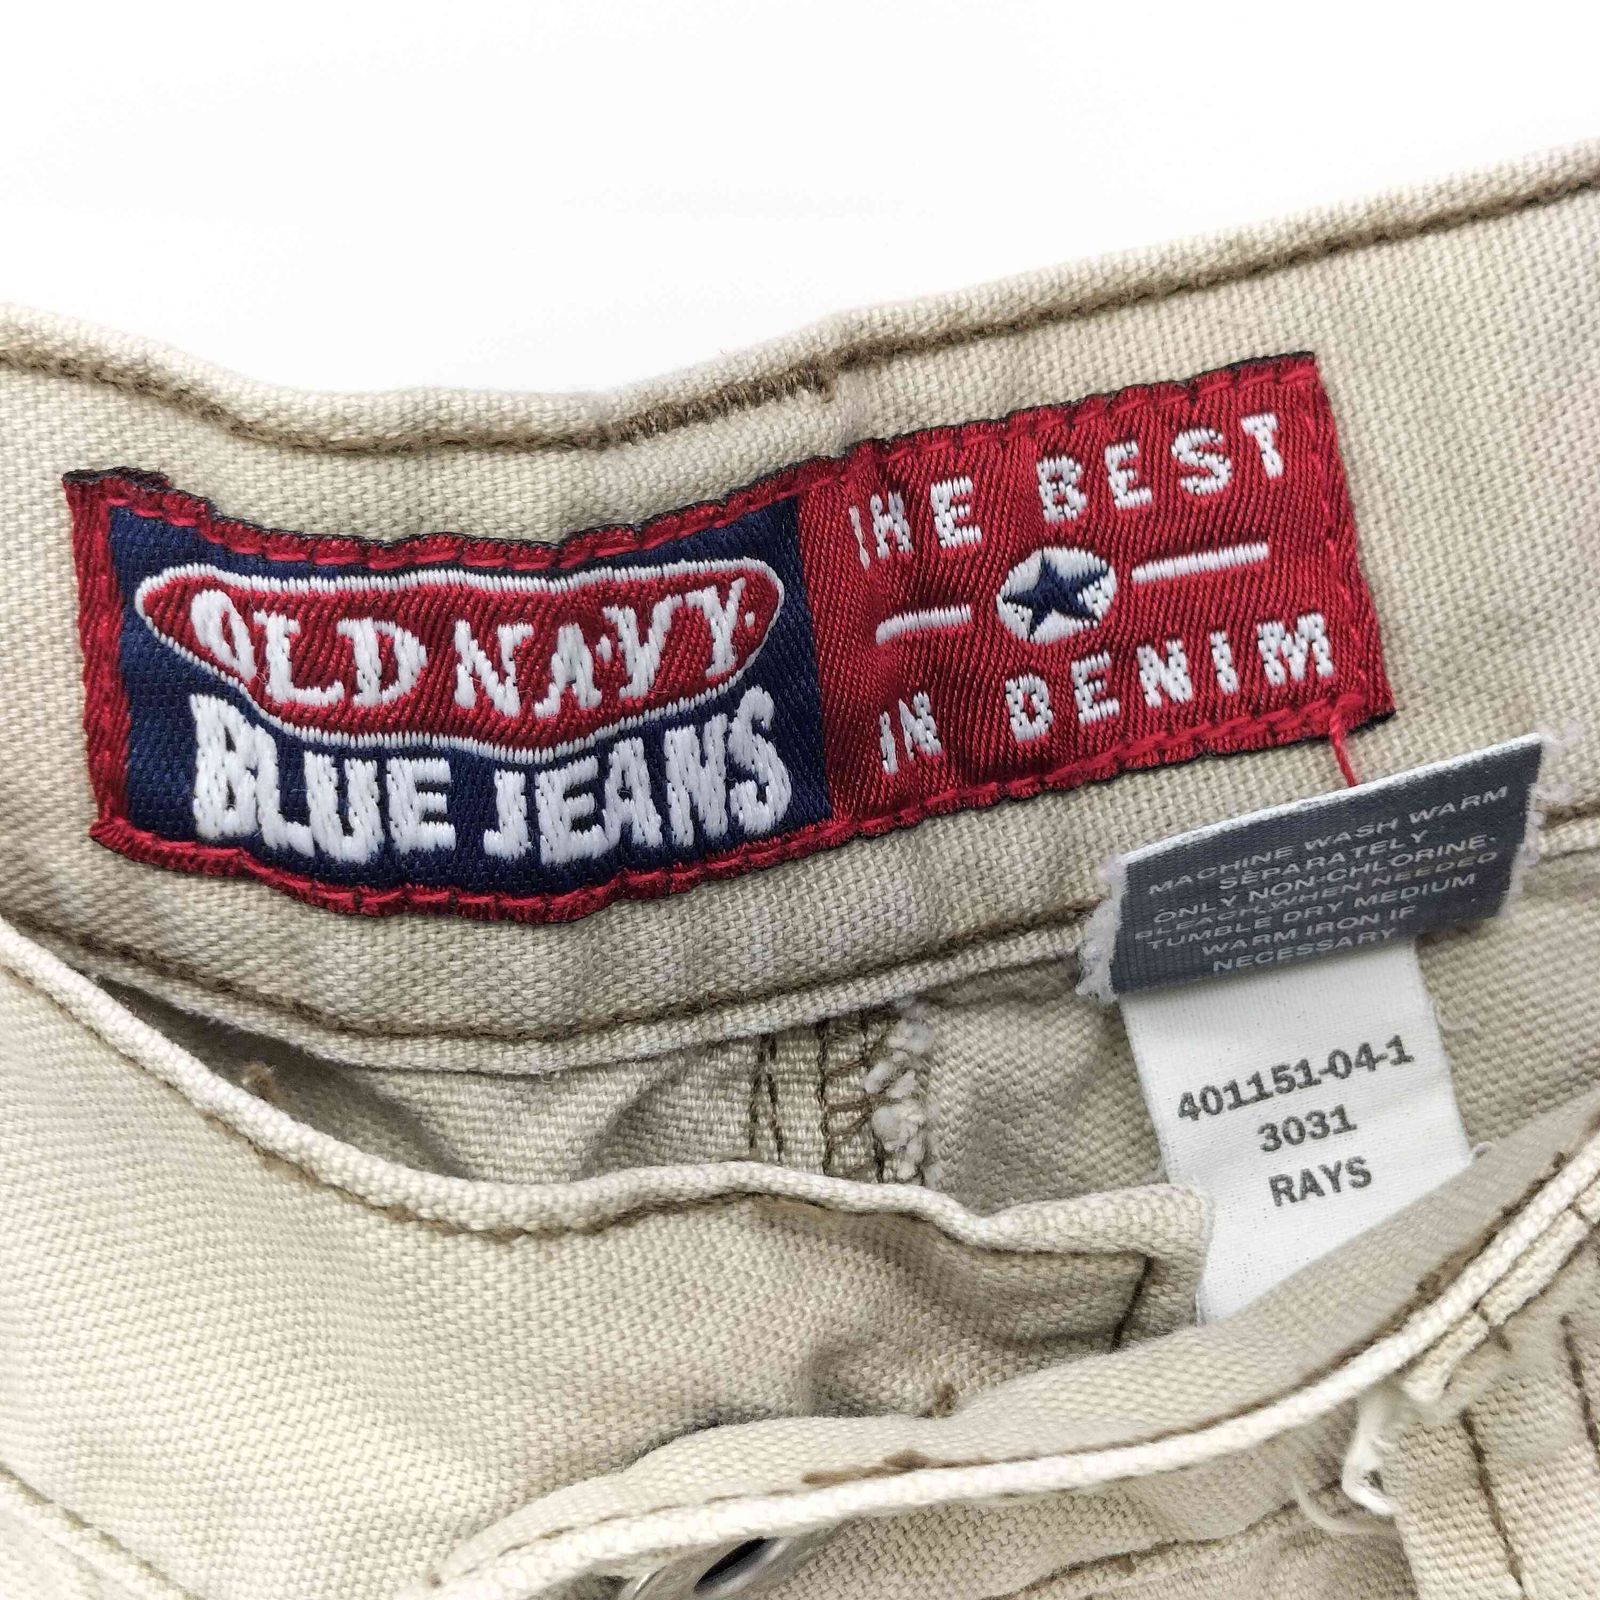 OLD NAVY.
BLUE JEANS
THE BEST
IN DENIM
MACHINE WASH WARM
SEPARATELY
ONLY NON-CHLORINE
BLEACH WHEN NEEDED
TUMBLE DRY MEDIUM
WARM IRON IF
NECESSARY
401151-04-1
3031
RAYS